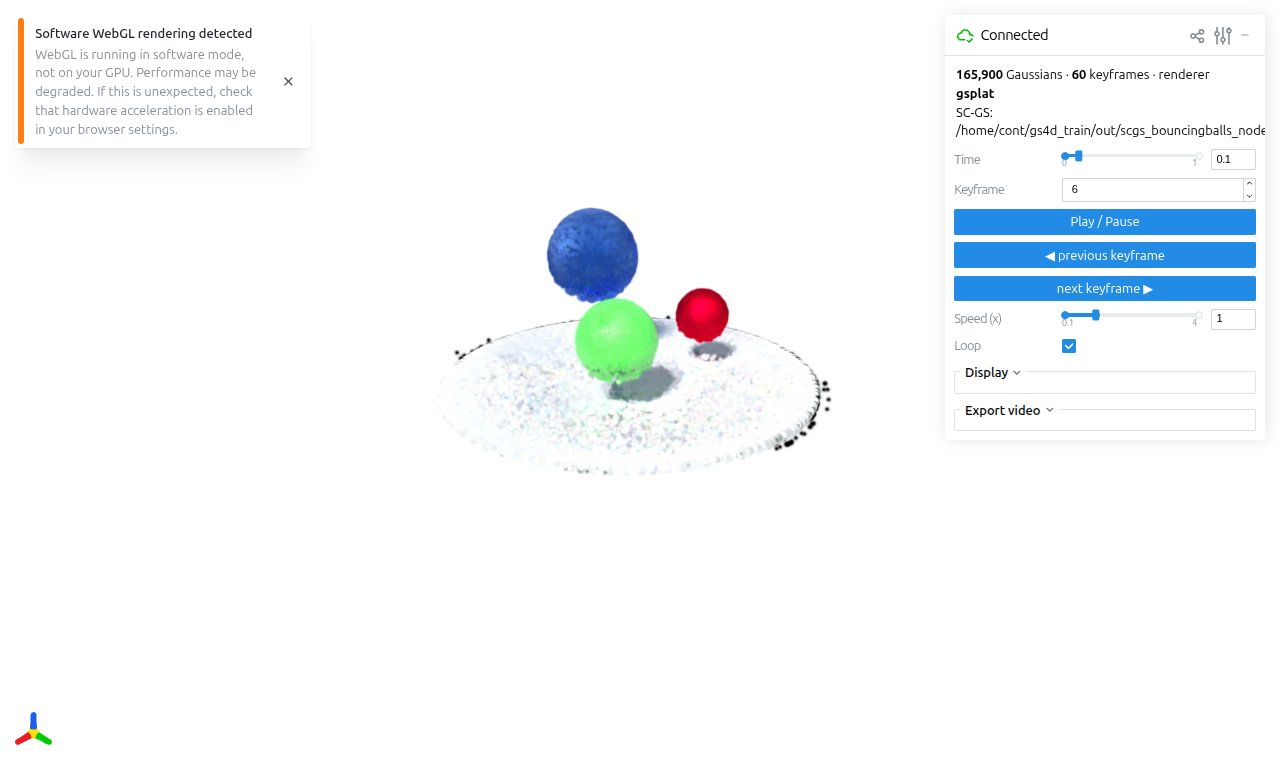 Software WebGL rendering detected
WebGL is running in software mode,
not on your GPU. Performance may be
degraded. If this is unexpected, check
that hardware acceleration is enabled
in your browser settings.
Connected
165,900 Gaussians · 60 keyframes · renderer
gsplat
SC-GS:
/home/cont/gs4d_train/out/scgs_bouncingballs_node
Time
0
1
0.1
Keyframe
6
Play / Pause
◀ previous keyframe
next keyframe ▶
Speed (x)
0.1
4
1
Loop
Display
Export video